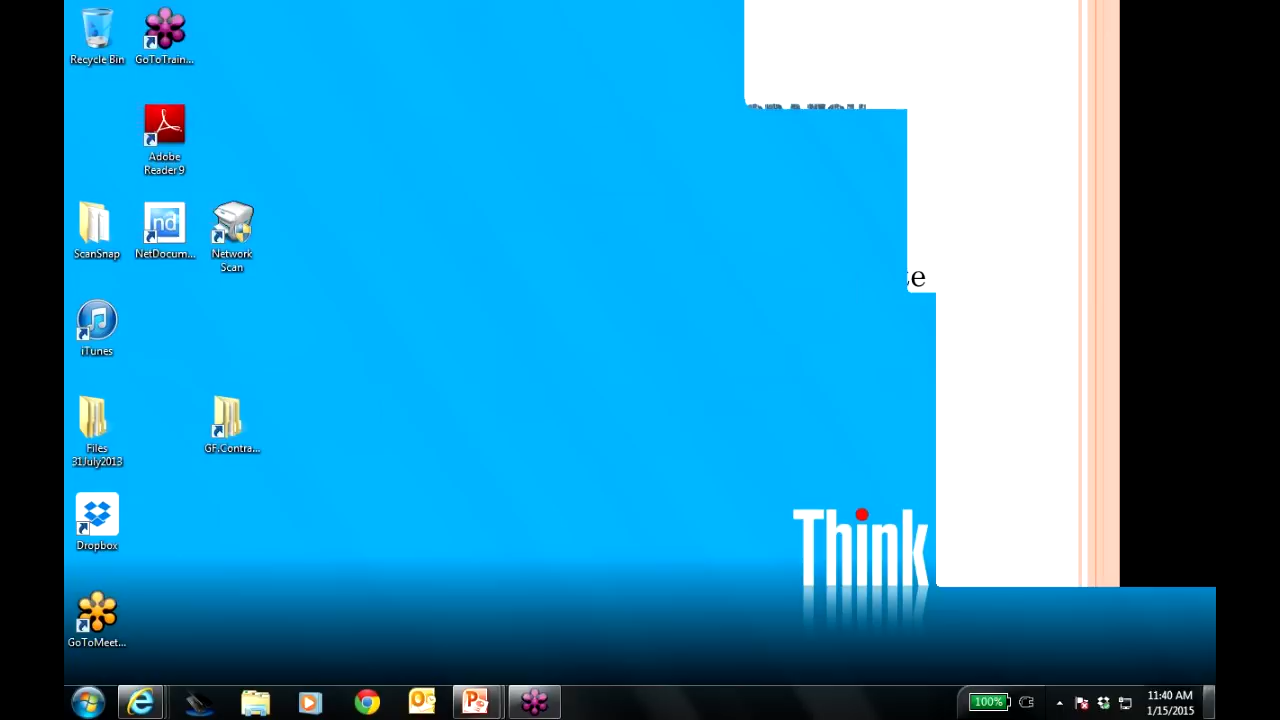 Recycle Bin
GoToTrain...
Adobe
Reader 9
ScanSnap
NetDocum...
Network
Scan
te
iTunes
Files
31July2013
GF.Contra...
Dropbox
Think
GoToMeet...
100%
11:40 AM
1/15/2015